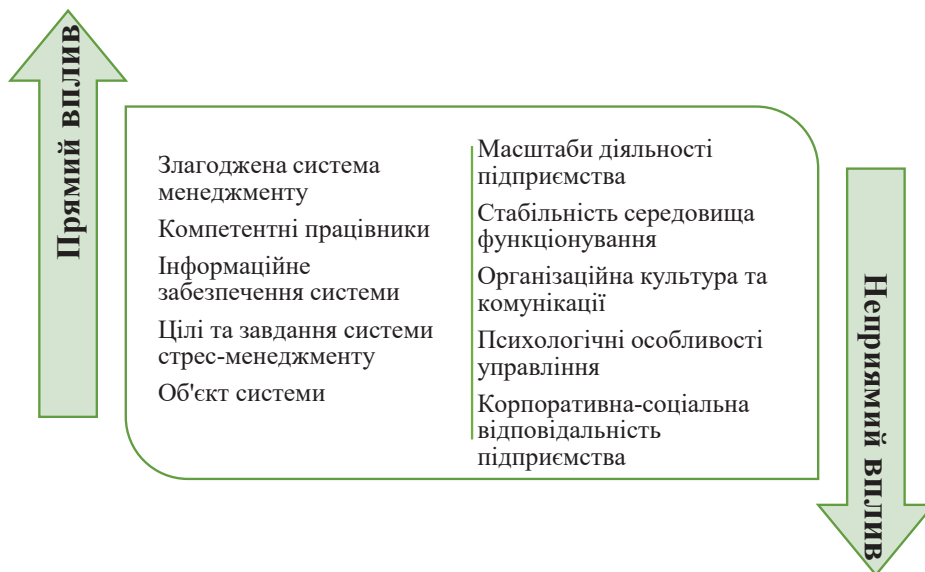 Прямий вплив
Злагоджена система
менеджменту
Компетентні працівники
Інформаційне
забезпечення системи
Цілі та завдання системи
стрес-менеджменту
Об'єкт системи
Масштаби діяльності
підприємства
Стабільність середовища
функціонування
Організаційна культура та
комунікації
Психологічні особливості
управління
Корпоративна-соціальна
відповідальність
підприємства
Неприямий вплив